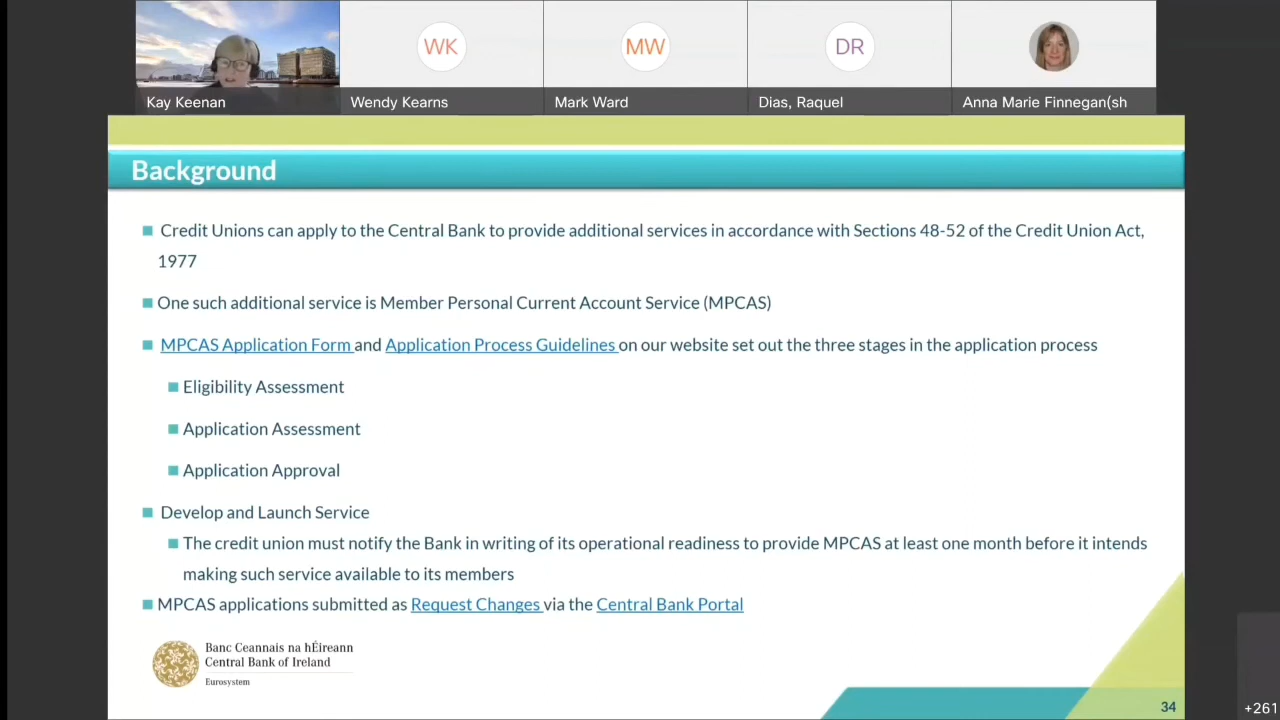 WK
MW
DR
Kay Keenan
Wendy Kearns
Mark Ward
Dias, Raquel
Anna Marie Finnegan(sh
Background
Credit Unions can apply to the Central Bank to provide additional services in accordance with Sections 48-52 of the Credit Union Act,
1977
One such additional service is Member Personal Current Account Service (MPCAS)
MPCAS Application Form and Application Process Guidelines on our website set out the three stages in the application process
Eligibility Assessment
Application Assessment
Application Approval
Develop and Launch Service
The credit union must notify the Bank in writing of its operational readiness to provide MPCAS at least one month before it intends
making such service available to its members
MPCAS applications submitted as Request Changes via the Central Bank Portal
Banc Ceannais na hÉireann
Central Bank of Ireland
Eurosystem
34
+261